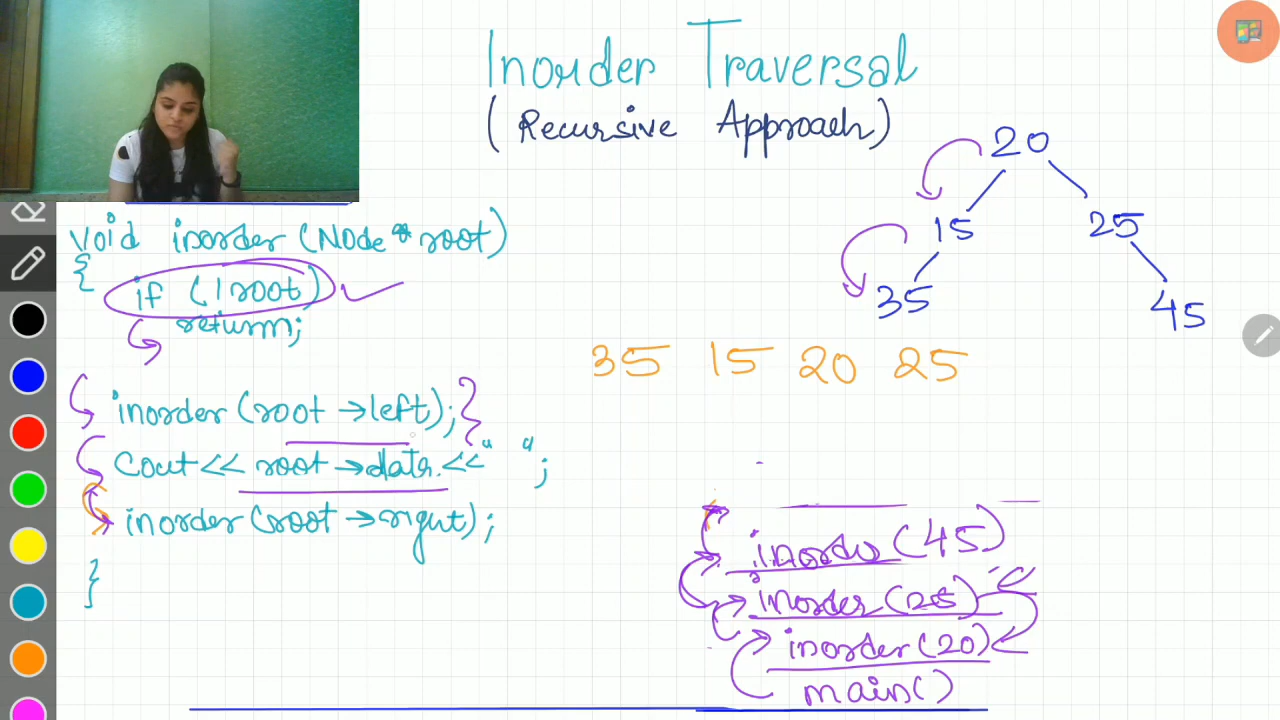 Inorder Traversal
(Recursive Approach)
void inorder (Node * root)
{
if (!root)
return;
inorder (root → left);
cout << root → data << " ";
inorder (root → right);
}
20
15 25
35 45
35 15 20 25
inorder (45)
inorder (25)
inorder (20)
main()